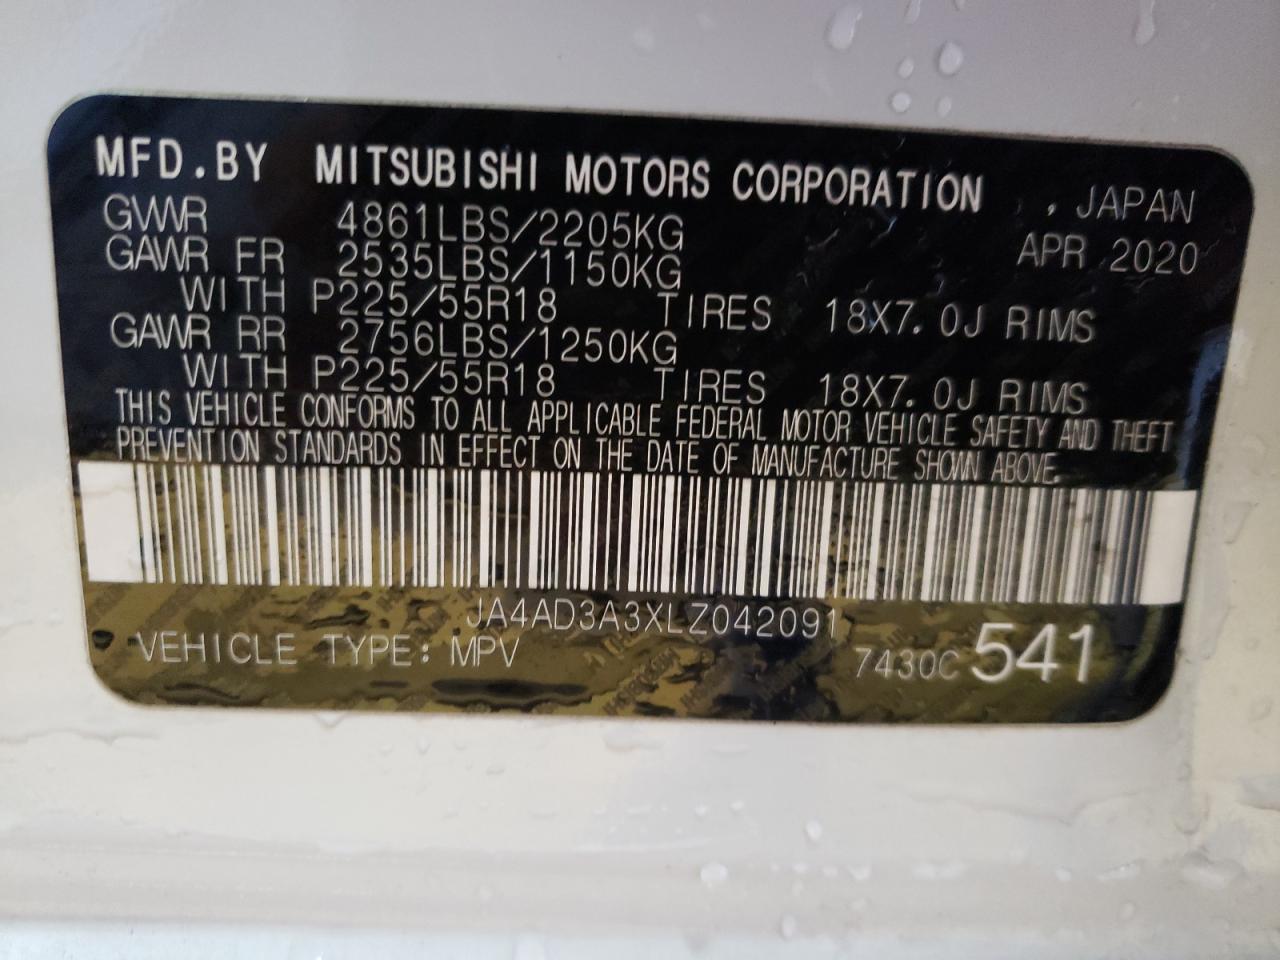 MFD.BY MITSUBISHI MOTORS CORPORATION , JAPAN
GVWR 4861LBS/2205KG APR 2020
GAWR FR 2535LBS/1150KG
WITH P225/55R18 TIRES 18X7.0J RIMS
GAWR RR 2756LBS/1250KG
WITH P225/55R18 TIRES 18X7.0J RIMS
THIS VEHICLE CONFORMS TO ALL APPLICABLE FEDERAL MOTOR VEHICLE SAFETY AND THEFT
PREVENTION STANDARDS IN EFFECT ON THE DATE OF MANUFACTURE SHOWN ABOVE.
JA4AD3A3XLZ042091
VEHICLE TYPE: MPV 7430C 541